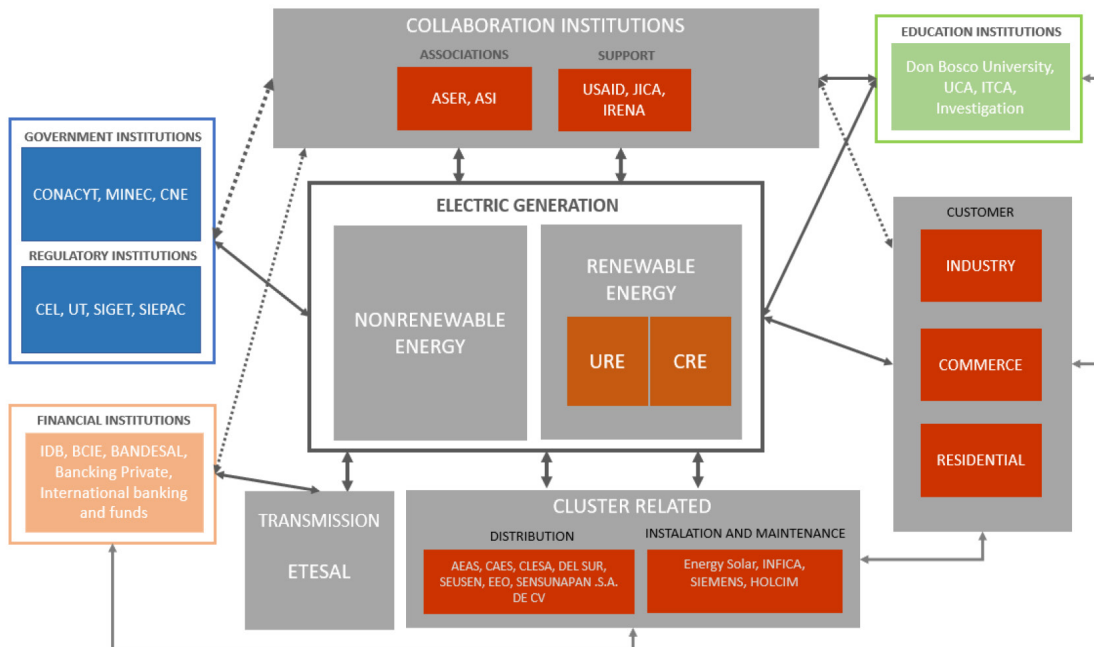 COLLABORATION INSTITUTIONS
ASSOCIATIONS
SUPPORT
ASER, ASI
USAID, JICA,
IRENA
EDUCATION INSTITUTIONS
Don Bosco University,
UCA, ITCA,
Investigation
GOVERNMENT INSTITUTIONS
CONACYT, MINEC, CNE
REGULATORY INSTITUTIONS
CEL, UT, SIGET, SIEPAC
ELECTRIC GENERATION
NONRENEWABLE
ENERGY
RENEWABLE
ENERGY
URE
CRE
CUSTOMER
INDUSTRY
COMMERCE
RESIDENTIAL
FINANCIAL INSTITUTIONS
IDB, BCIE, BANDESAL,
Bancking Private,
International banking
and funds
TRANSMISSION
ETESAL
CLUSTER RELATED
DISTRIBUTION
AEAS, CAES, CLESA, DEL SUR,
SEUSEN, EEO, SENSUNAPAN .S.A.
DE CV
INSTALATION AND MAINTENANCE
Energy Solar, INFICA,
SIEMENS, HOLCIM